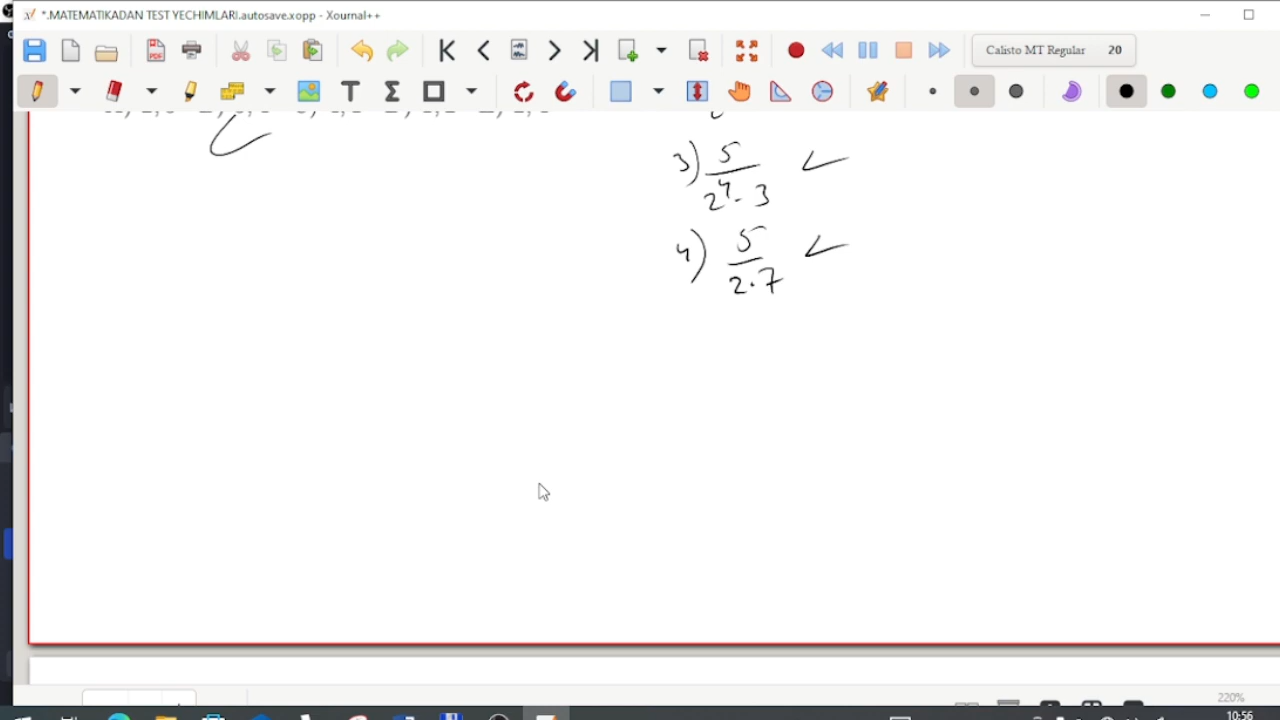 *.MATEMATIKADAN TEST YECHIMLARI.autosave.xopp - Xournal++
Calisto MT Regular 20
3) 5/(2⁴·3) ✓
4) 5/(2·7) ✓
220%
10:56